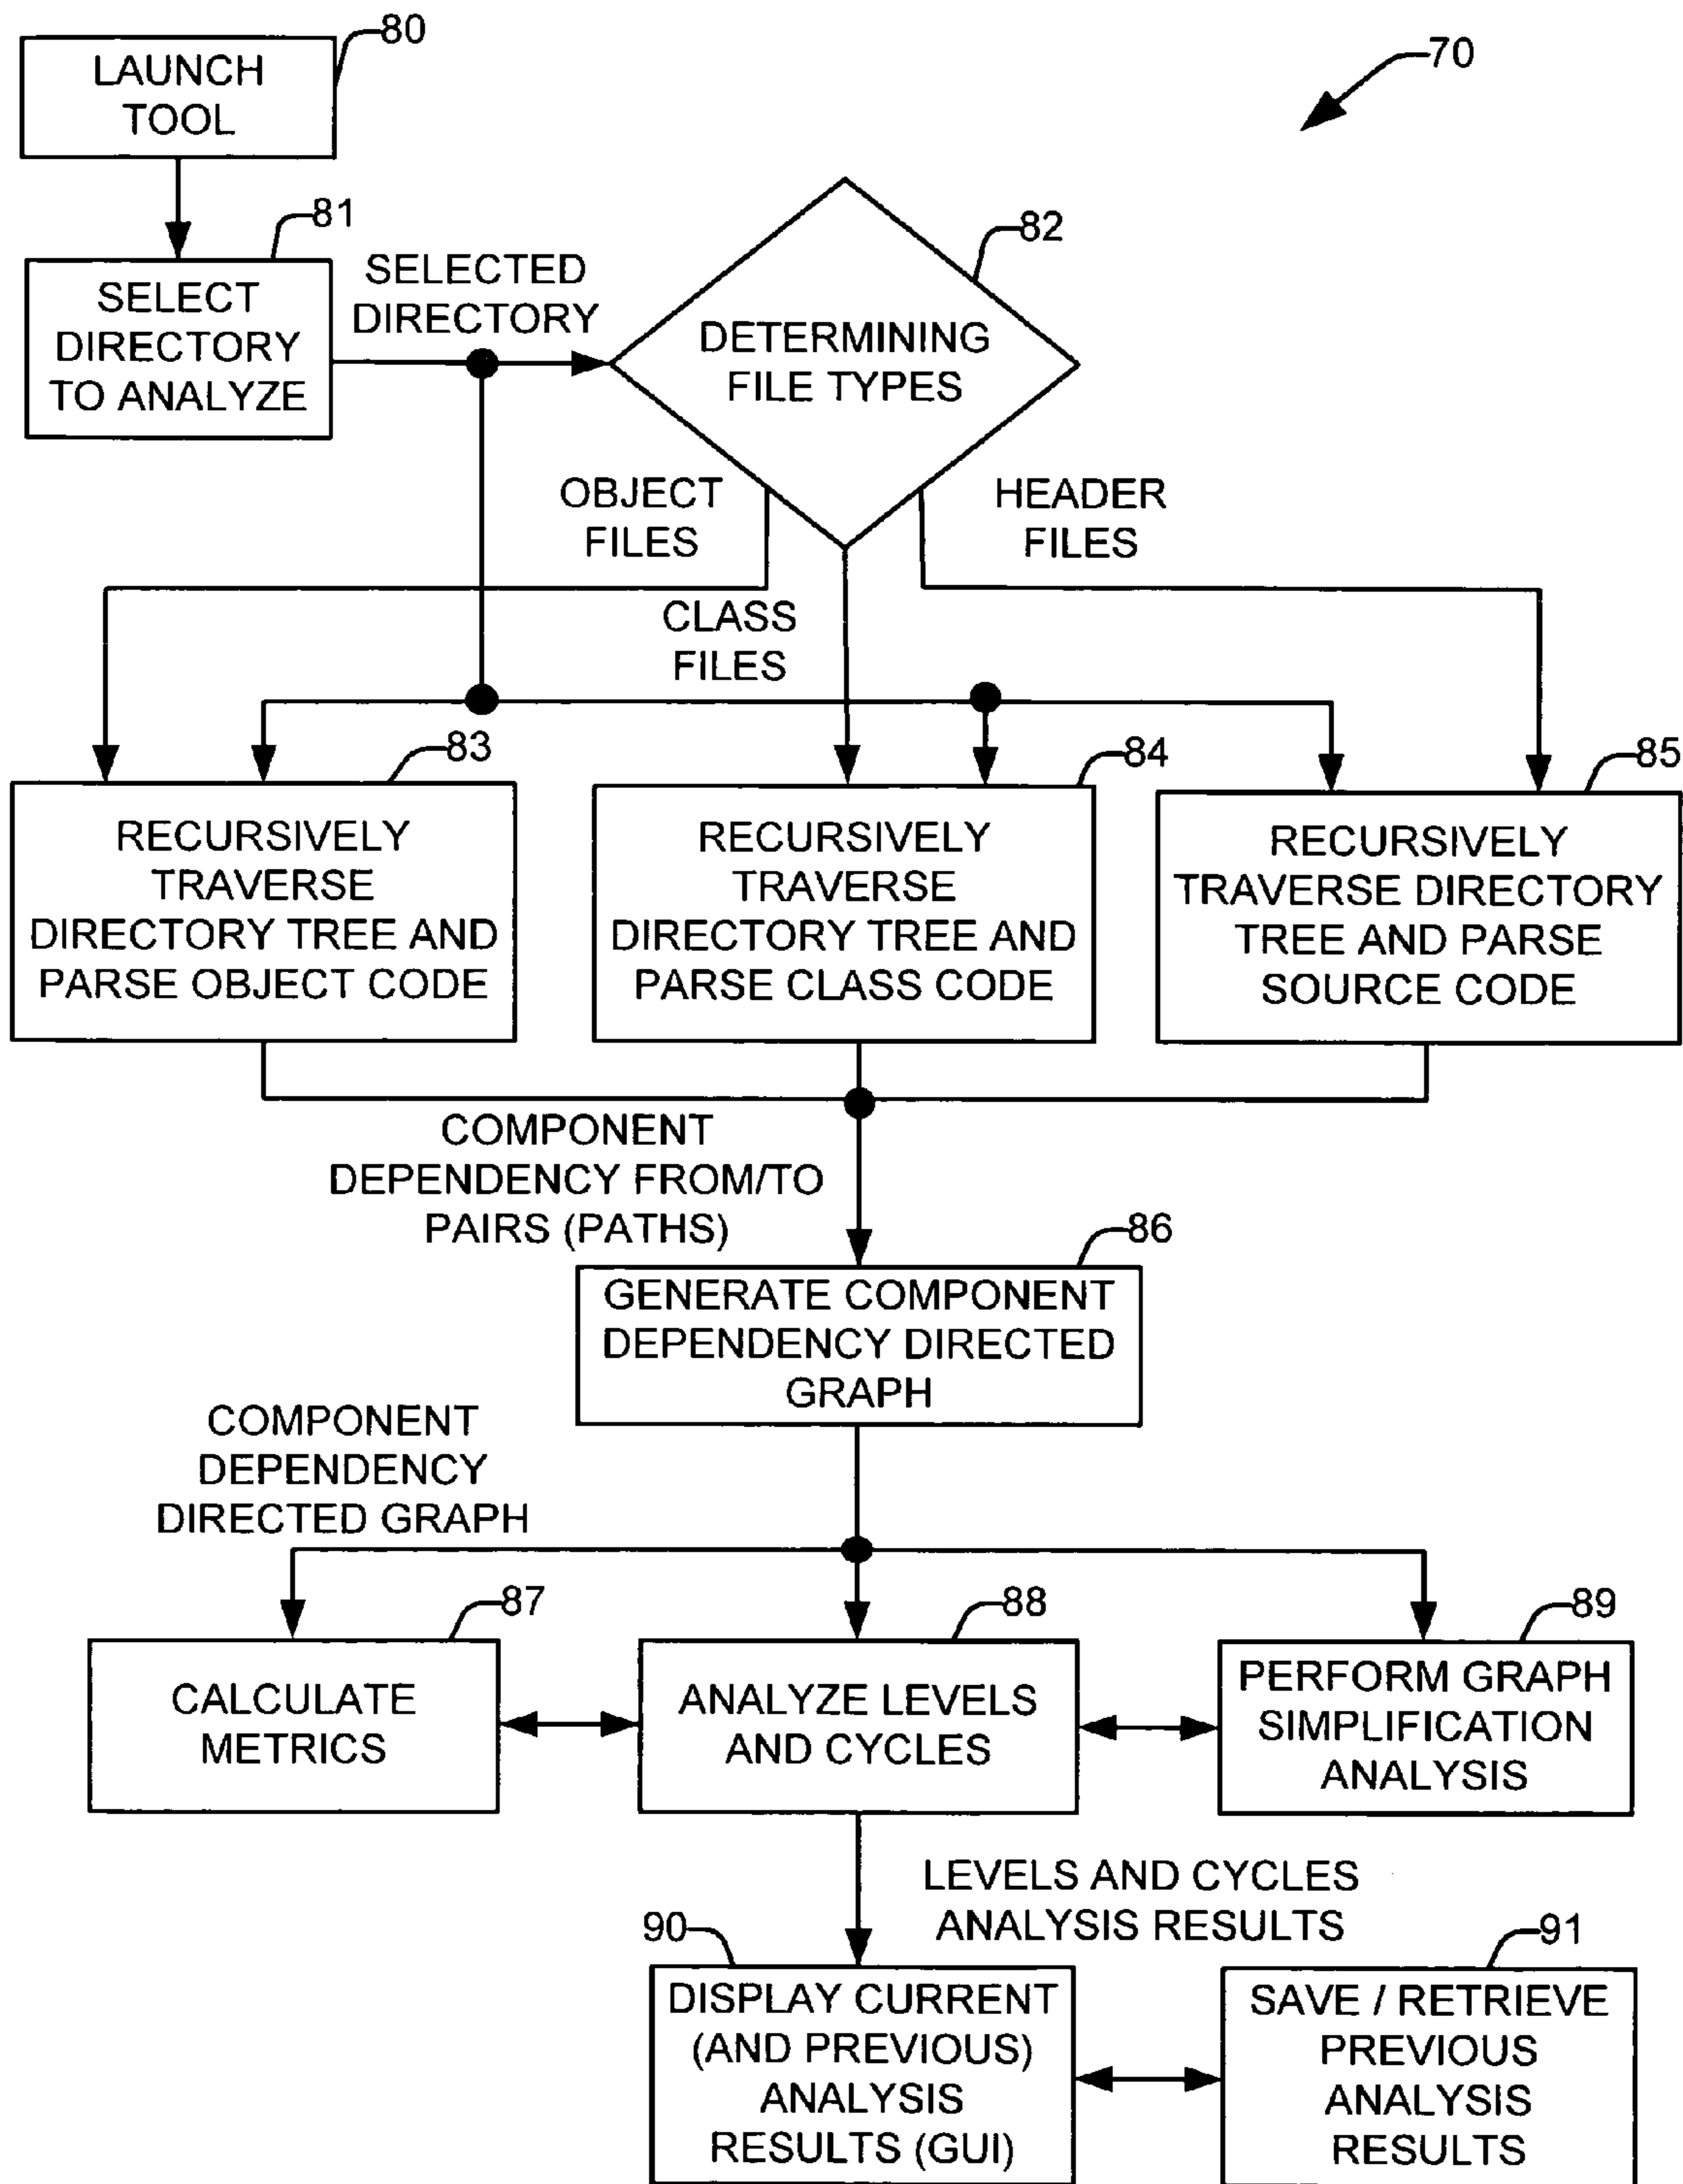 80
LAUNCH
TOOL
70
81
SELECT
DIRECTORY
TO ANALYZE
SELECTED
DIRECTORY
82
DETERMINING
FILE TYPES
OBJECT
FILES
HEADER
FILES
CLASS
FILES
83
RECURSIVELY
TRAVERSE
DIRECTORY TREE AND
PARSE OBJECT CODE
84
RECURSIVELY
TRAVERSE
DIRECTORY TREE AND
PARSE CLASS CODE
85
RECURSIVELY
TRAVERSE DIRECTORY
TREE AND PARSE
SOURCE CODE
COMPONENT
DEPENDENCY FROM/TO
PAIRS (PATHS)
86
GENERATE COMPONENT
DEPENDENCY DIRECTED
GRAPH
COMPONENT
DEPENDENCY
DIRECTED GRAPH
87
CALCULATE
METRICS
88
ANALYZE LEVELS
AND CYCLES
89
PERFORM GRAPH
SIMPLIFICATION
ANALYSIS
LEVELS AND CYCLES
ANALYSIS RESULTS
90
DISPLAY CURRENT
(AND PREVIOUS)
ANALYSIS
RESULTS (GUI)
91
SAVE / RETRIEVE
PREVIOUS
ANALYSIS
RESULTS